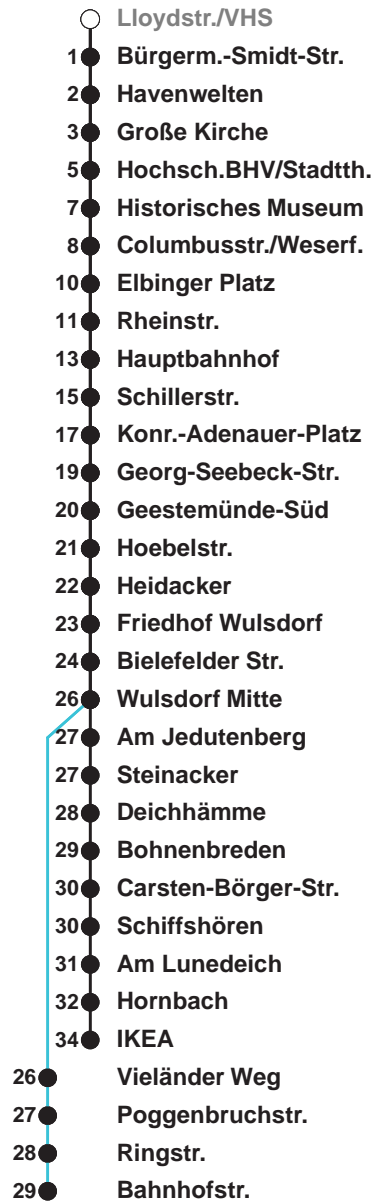 Lloydstr./VHS
1 Bürgerm.-Smidt-Str.
2 Havenwelten
3 Große Kirche
5 Hochsch.BHV/Stadtth.
7 Historisches Museum
8 Columbusstr./Weserf.
10 Elbinger Platz
11 Rheinstr.
13 Hauptbahnhof
15 Schillerstr.
17 Konr.-Adenauer-Platz
19 Georg-Seebeck-Str.
20 Geestemünde-Süd
21 Hoebelstr.
22 Heidacker
23 Friedhof Wulsdorf
24 Bielefelder Str.
26 Wulsdorf Mitte
27 Am Jedutenberg
27 Steinacker
28 Deichhämme
29 Bohnenbreden
30 Carsten-Börger-Str.
30 Schiffshören
31 Am Lunedeich
32 Hornbach
34 IKEA
26 Vieländer Weg
27 Poggenbruchstr.
28 Ringstr.
29 Bahnhofstr.